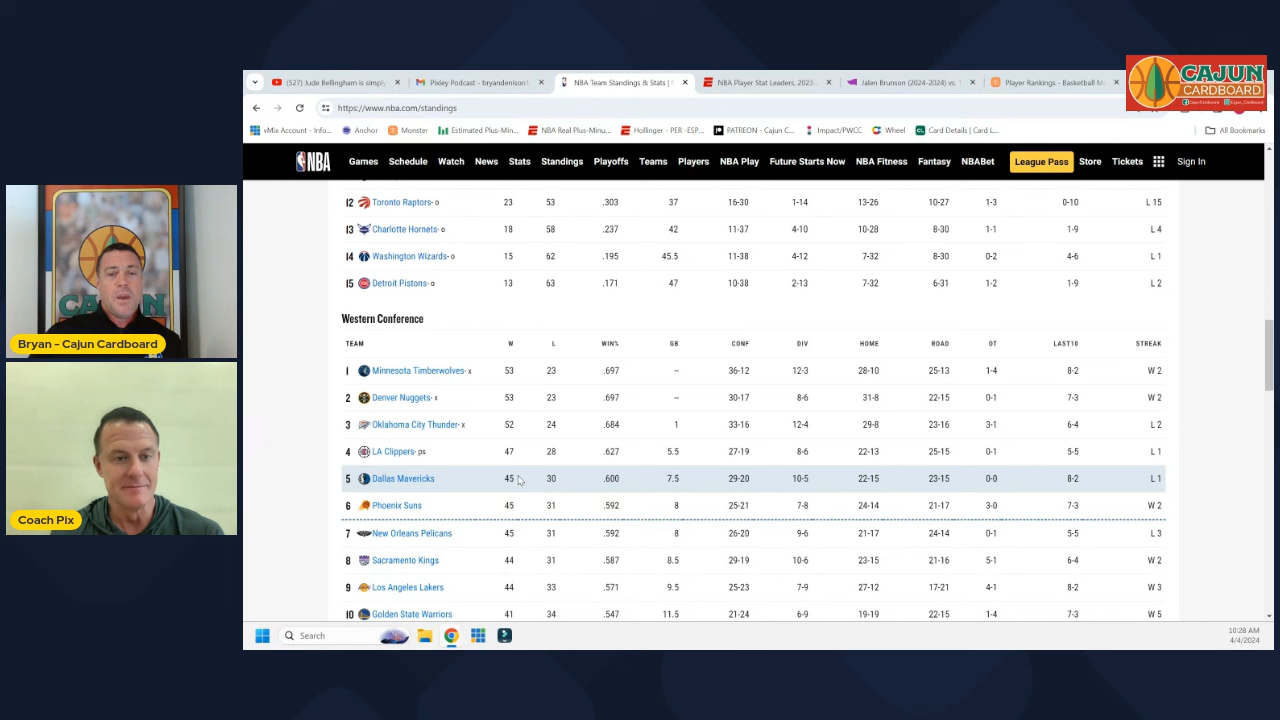 CAJUN
CARDBOARD
CajunCardboard Cajun_Cardboard
(527) Jude Bellingham is simply Pixley Podcast - bryandenison NBA Team Standings & Stats | NBA Player Stat Leaders, 2023- Jalen Brunson (2024-2024) vs. Player Rankings - Basketball M
https://www.nba.com/standings
vMix Account - Info... Anchor Monster Estimated Plus-Min... NBA Real Plus-Minu... Hollinger - PER -ESP... PATREON - Cajun C... Impact/PWCC Wheel Card Details | Card L... All Bookmarks
NBA Games Schedule Watch News Stats Standings Playoffs Teams Players NBA Play Future Starts Now NBA Fitness Fantasy NBABet League Pass Store Tickets Sign In
12 Toronto Raptors - o 23 53 .303 37 16-30 1-14 13-26 10-27 1-3 0-10 L 15
13 Charlotte Hornets - o 18 58 .237 42 11-37 4-10 10-28 8-30 1-1 1-9 L 4
14 Washington Wizards - o 15 62 .195 45.5 11-38 4-12 7-32 8-30 0-2 4-6 L 1
15 Detroit Pistons - o 13 63 .171 47 10-38 2-13 7-32 6-31 1-2 1-9 L 2
Western Conference
TEAM W L WIN% GB CONF DIV HOME ROAD OT LAST10 STREAK
1 Minnesota Timberwolves - x 53 23 .697 -- 36-12 12-3 28-10 25-13 1-4 8-2 W 2
2 Denver Nuggets - x 53 23 .697 -- 30-17 8-6 31-8 22-15 0-1 7-3 W 2
3 Oklahoma City Thunder - x 52 24 .684 1 33-16 12-4 29-8 23-16 3-1 6-4 L 2
4 LA Clippers - ps 47 28 .627 5.5 27-19 8-6 22-13 25-15 0-1 5-5 L 1
5 Dallas Mavericks 45 30 .600 7.5 29-20 10-5 22-15 23-15 0-0 8-2 L 1
6 Phoenix Suns 45 31 .592 8 25-21 7-8 24-14 21-17 3-0 7-3 W 2
7 New Orleans Pelicans 45 31 .592 8 26-20 9-6 21-17 24-14 0-1 5-5 L 3
8 Sacramento Kings 44 31 .587 8.5 29-19 10-6 23-15 21-16 5-1 6-4 W 2
9 Los Angeles Lakers 44 33 .571 9.5 25-23 7-9 27-12 17-21 4-1 8-2 W 3
10 Golden State Warriors 41 34 .547 11.5 21-24 6-9 19-19 22-15 1-4 7-3 W 5
Search
10:28 AM
4/4/2024
CAJUN
Bryan - Cajun Cardboard
Coach Pix